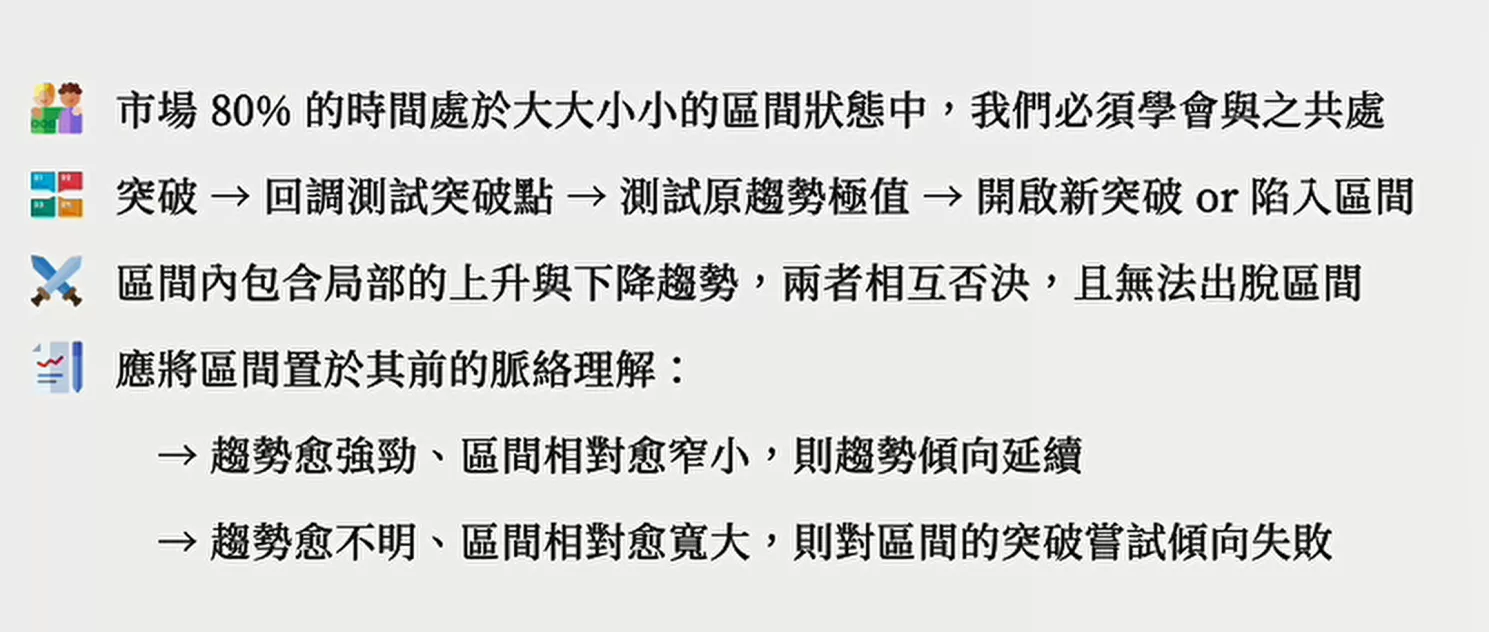 市場 80% 的時間處於大大小小的區間狀態中，我們必須學會與之共處
突破 → 回調測試突破點 → 測試原趨勢極值 → 開啟新突破 or 陷入區間
區間內包含局部的上升與下降趨勢，兩者相互否決，且無法出脫區間
應將區間置於其前的脈絡理解：
→ 趨勢愈強勁、區間相對愈窄小，則趨勢傾向延續
→ 趨勢愈不明、區間相對愈寬大，則對區間的突破嘗試傾向失敗